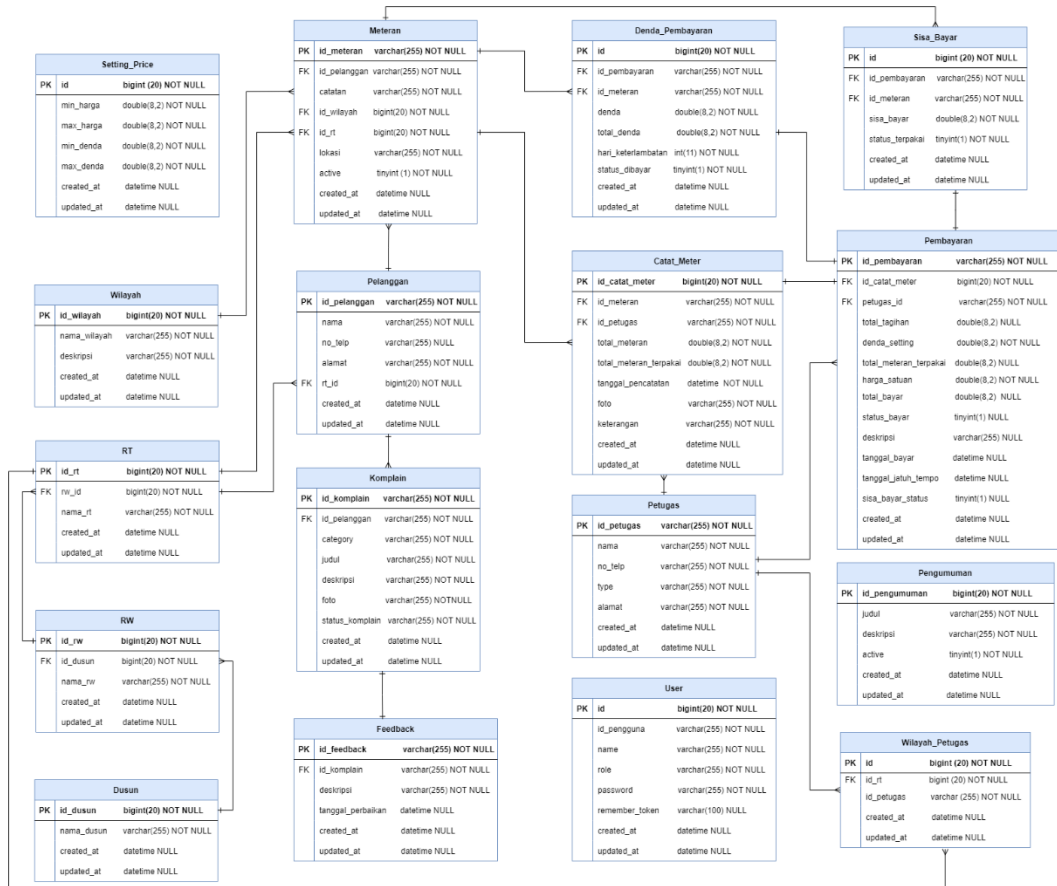 Setting_Price
PK id bigint (20) NOT NULL
min_harga double(8,2) NOT NULL
max_harga double(8,2) NOT NULL
min_denda double(8,2) NOT NULL
max_denda double(8,2) NOT NULL
created_at datetime NULL
updated_at datetime NULL
Wilayah
PK id_wilayah bigint(20) NOT NULL
nama_wilayah varchar(255) NOT NULL
deskripsi varchar(255) NOT NULL
created_at datetime NULL
updated_at datetime NULL
RT
PK id_rt bigint(20) NOT NULL
FK rw_id bigint(20) NOT NULL
nama_rt varchar(255) NOT NULL
created_at datetime NULL
updated_at datetime NULL
RW
PK id_rw bigint(20) NOT NULL
FK id_dusun bigint(20) NOT NULL
nama_rw varchar(255) NOT NULL
created_at datetime NULL
updated_at datetime NULL
Dusun
PK id_dusun bigint(20) NOT NULL
nama_dusun varchar(255) NOT NULL
created_at datetime NULL
updated_at datetime NULL
Meteran
PK id_meteran varchar(255) NOT NULL
FK id_pelanggan varchar(255) NOT NULL
catatan varchar(255) NOT NULL
FK id_wilayah bigint(20) NOT NULL
FK id_rt bigint(20) NOT NULL
lokasi varchar(255) NOT NULL
active tinyint (1) NOT NULL
created_at datetime NULL
updated_at datetime NULL
Pelanggan
PK id_pelanggan varchar(255) NOT NULL
nama varchar(255) NOT NULL
no_telp varchar(255) NULL
alamat varchar(255) NOT NULL
FK rt_id bigint(20) NOT NULL
created_at datetime NULL
updated_at datetime NULL
Komplain
PK id_komplain varchar(255) NOT NULL
FK id_pelanggan varchar(255) NOT NULL
category varchar(255) NOT NULL
judul varchar(255) NOT NULL
deskripsi varchar(255) NOT NULL
foto varchar(255) NOTNULL
status_komplain varchar(255) NOT NULL
created_at datetime NULL
updated_at datetime NULL
Feedback
PK id_feedback varchar(255) NOT NULL
FK id_komplain varchar(255) NOT NULL
deskripsi varchar(255) NOT NULL
tanggal_perbaikan datetime NULL
created_at datetime NULL
updated_at datetime NULL
Denda_Pembayaran
PK id bigint(20) NOT NULL
FK id_pembayaran varchar(255) NOT NULL
FK id_meteran varchar(255) NOT NULL
denda double(8,2) NOT NULL
total_denda double(8,2) NOT NULL
hari_keterlambatan int(11) NOT NULL
status_dibayar tinyint(1) NOT NULL
created_at datetime NULL
updated_at datetime NULL
Catat_Meter
PK id_catat_meter bigint(20) NOT NULL
FK id_meteran varchar(255) NOT NULL
FK id_petugas varchar(255) NOT NULL
total_meteran double(8,2) NOT NULL
total_meteran_terpakai double(8,2) NOT NULL
tanggal_pencatatan datetime NOT NULL
foto varchar(255) NOT NULL
keterangan varchar(255) NOT NULL
created_at datetime NULL
updated_at datetime NULL
Petugas
PK id_petugas varchar(255) NOT NULL
nama varchar(255) NOT NULL
no_telp varchar(255) NOT NULL
type varchar(255) NOT NULL
alamat varchar(255) NOT NULL
created_at datetime NULL
updated_at datetime NULL
User
PK id bigint(20) NOT NULL
id_pengguna varchar(255) NOT NULL
name varchar(255) NOT NULL
role varchar(255) NOT NULL
password varchar(255) NOT NULL
remember_token varchar(100) NULL
created_at datetime NULL
updated_at datetime NULL
Sisa_Bayar
PK id bigint (20) NOT NULL
FK id_pembayaran varchar(255) NOT NULL
FK id_meteran varchar(255) NOT NULL
sisa_bayar double(8,2) NOT NULL
status_terpakai tinyint(1) NOT NULL
created_at datetime NULL
updated_at datetime NULL
Pembayaran
PK id_pembayaran varchar(255) NOT NULL
FK id_catat_meter bigint(20) NOT NULL
FK petugas_id varchar(255) NOT NULL
total_tagihan double(8,2) NULL
denda_setting double(8,2) NOT NULL
total_meteran_terpakai double(8,2) NULL
harga_satuan double(8,2) NOT NULL
total_bayar double(8,2) NULL
status_bayar tinyint(1) NULL
deskripsi varchar(255) NULL
tanggal_bayar datetime NULL
tanggal_jatuh_tempo datetime NULL
sisa_bayar_status tinyint(1) NULL
created_at datetime NULL
updated_at datetime NULL
Pengumuman
PK id_pengumuman bigint(20) NOT NULL
judul varchar(255) NOT NULL
deskripsi varchar(255) NOT NULL
active tinyint(1) NOT NULL
created_at datetime NULL
updated_at datetime NULL
Wilayah_Petugas
PK id bigint (20) NOT NULL
FK id_rt bigint (20) NOT NULL
id_petugas varchar (255) NOT NULL
created_at datetime NULL
updated_at datetime NULL